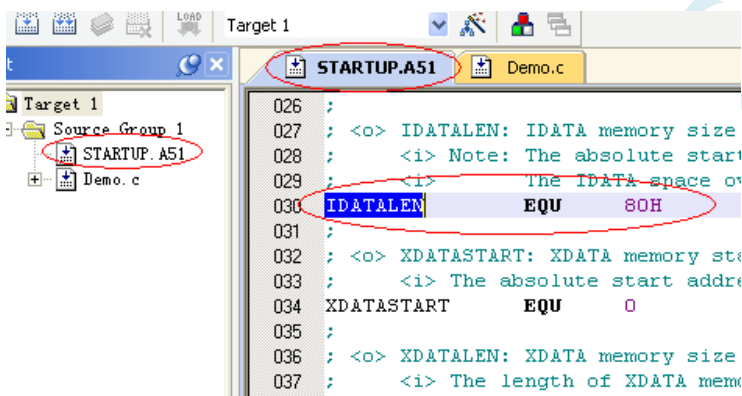 LOAD
Target 1
STARTUP.A51
Demo.c
Target 1
Source Group 1
STARTUP.A51
Demo.c
026 ;
027 ; <o> IDATALEN: IDATA memory size
028 ; <i> Note: The absolute start
029 ; <i> The IDATA space ov
030 IDATALEN EQU 80H
031 ;
032 ; <o> XDATASTART: XDATA memory sta
033 ; <i> The absolute start addre
034 XDATASTART EQU 0
035 ;
036 ; <o> XDATALEN: XDATA memory size
037 ; <i> The length of XDATA memo